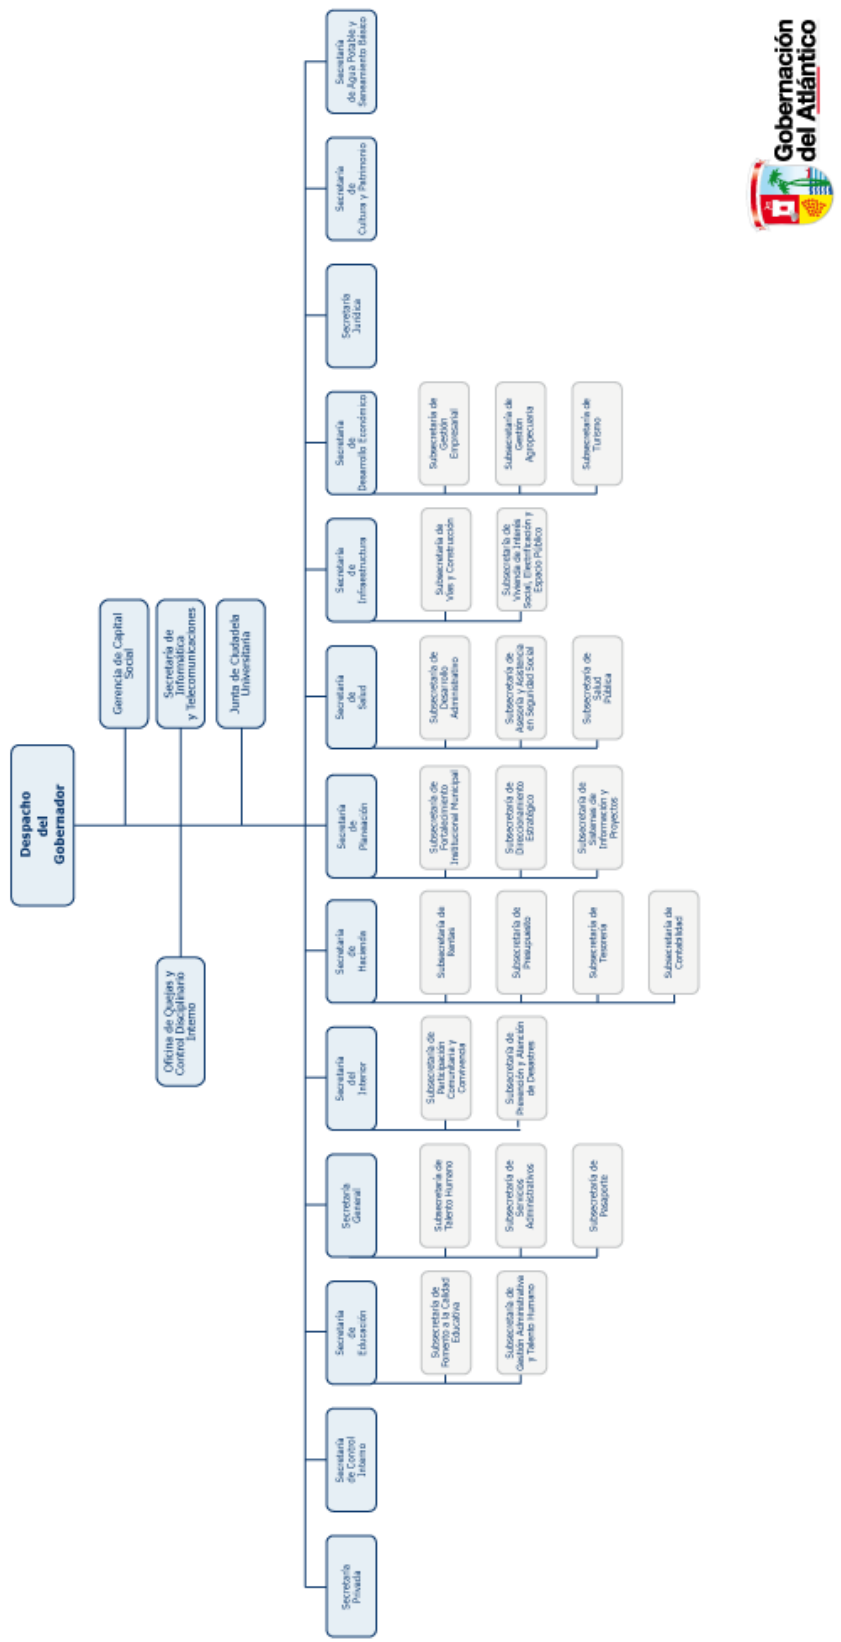 Despacho
del
Gobernador
Gerencia de Capital
Social
Secretaría de
Informática
y Telecomunicaciones
Junta de Ciudadela
Universitaria
Oficina de Quejas y
Control Disciplinario
Interno
Secretaría
Privada
Secretaría
de Control
Interno
Secretaría
de
Educación
Subsecretaría de
Fomento a la Calidad
Educativa
Subsecretaría de
Gestión Administrativa
y Talento Humano
Secretaría
General
Subsecretaría de
Talento Humano
Subsecretaría de
Servicios
Administrativos
Subsecretaría de
Pasaporte
Secretaría
del
Interior
Subsecretaría de
Participación
Comunitaria y
Convivencia
Subsecretaría de
Prevención y Atención
de Desastres
Secretaría
de
Hacienda
Subsecretaría de
Rentas
Subsecretaría de
Presupuesto
Subsecretaría de
Tesorería
Subsecretaría de
Contabilidad
Secretaría
de
Planeación
Subsecretaría de
Fortalecimiento
Institucional Municipal
Subsecretaría de
Direccionamiento
Estratégico
Subsecretaría de
Sistemas de
Información y
Proyectos
Secretaría
de
Salud
Subsecretaría de
Desarrollo
Administrativo
Subsecretaría de
Asesoría y Asistencia
en Seguridad Social
Subsecretaría de
Salud
Pública
Secretaría
de
Infraestructura
Subsecretaría de
Vías y Construcción
Subsecretaría de
Vivienda de Interés
Social, Electrificación y
Espacio Público
Secretaría
de
Desarrollo Económico
Subsecretaría de
Gestión
Empresarial
Subsecretaría de
Gestión
Agropecuaria
Subsecretaría de
Turismo
Secretaría
Jurídica
Secretaría
de
Cultura y Patrimonio
Secretaría
de Agua Potable y
Saneamiento Básico
Gobernación
del Atlántico